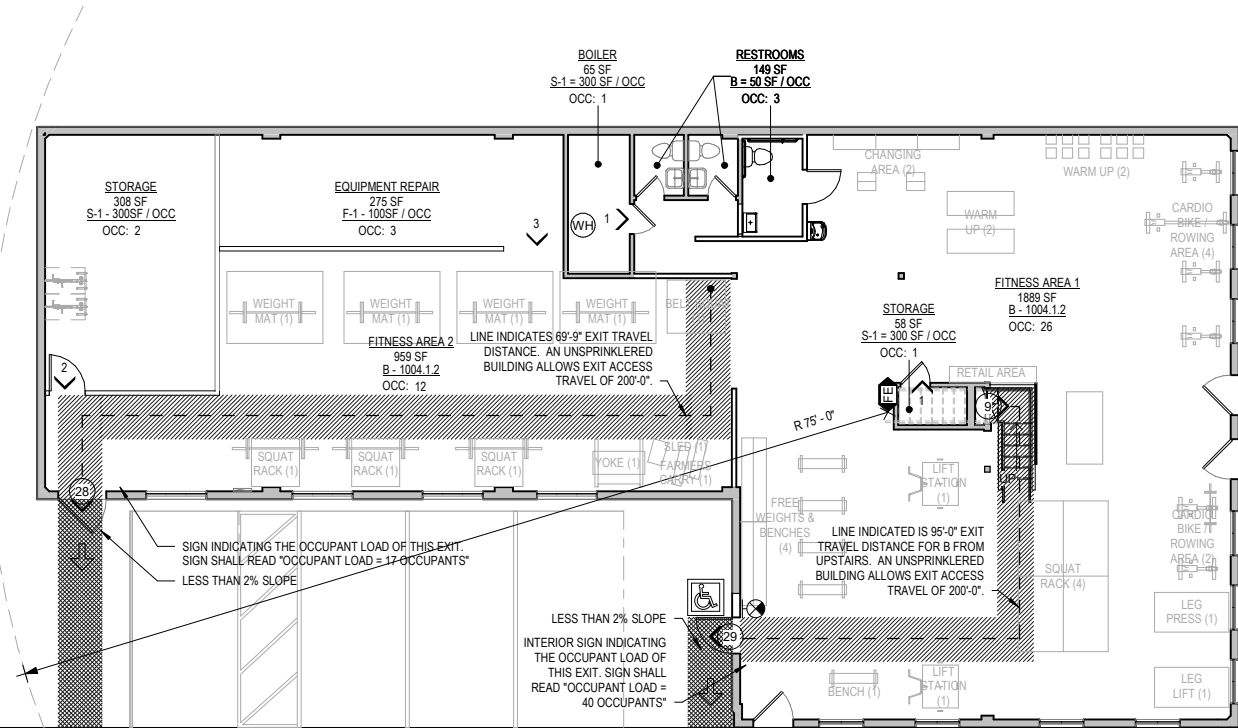 BOILER
65 SF
S-1 = 300 SF / OCC
OCC: 1
RESTROOMS
149 SF
B = 50 SF / OCC
OCC: 3
STORAGE
308 SF
S-1 - 300SF / OCC
OCC: 2
EQUIPMENT REPAIR
275 SF
F-1 - 100SF / OCC
OCC: 3
3
WH
1
CHANGING
AREA (2)
WARM UP (2)
WARM
UP (2)
CARDIO
BIKE /
ROWING
AREA (4)
FITNESS AREA 1
1889 SF
B - 1004.1.2
OCC: 26
WEIGHT
MAT (1)
WEIGHT
MAT (1)
WEIGHT
MAT (1)
WEIGHT
MAT (1)
STORAGE
58 SF
S-1 = 300 SF / OCC
OCC: 1
FITNESS AREA 2
959 SF
B - 1004.1.2
OCC: 12
LINE INDICATES 69'-9" EXIT TRAVEL
DISTANCE. AN UNSPRINKLERED
BUILDING ALLOWS EXIT ACCESS
TRAVEL OF 200'-0".
2
RETAIL AREA
FE
1
9
R 75' - 0"
UP
SQUAT
RACK (1)
SQUAT
RACK (1)
SQUAT
RACK (1)
YOKE (1)
SLED (1)
FARMERS
CARRY (1)
LIFT
STATION
(1)
28
FREE
WEIGHTS &
BENCHES
(4)
CARDIO
BIKE /
ROWING
AREA (2)
SIGN INDICATING THE OCCUPANT LOAD OF THIS EXIT.
SIGN SHALL READ "OCCUPANT LOAD = 17 OCCUPANTS"
LESS THAN 2% SLOPE
LINE INDICATED IS 95'-0" EXIT
TRAVEL DISTANCE FOR B FROM
UPSTAIRS. AN UNSPRINKLERED
BUILDING ALLOWS EXIT ACCESS
TRAVEL OF 200'-0".
SQUAT
RACK (4)
LEG
PRESS (1)
LESS THAN 2% SLOPE
29
INTERIOR SIGN INDICATING
THE OCCUPANT LOAD OF
THIS EXIT. SIGN SHALL
READ "OCCUPANT LOAD =
40 OCCUPANTS"
BENCH (1)
LIFT
STATION
(1)
LEG
LIFT (1)